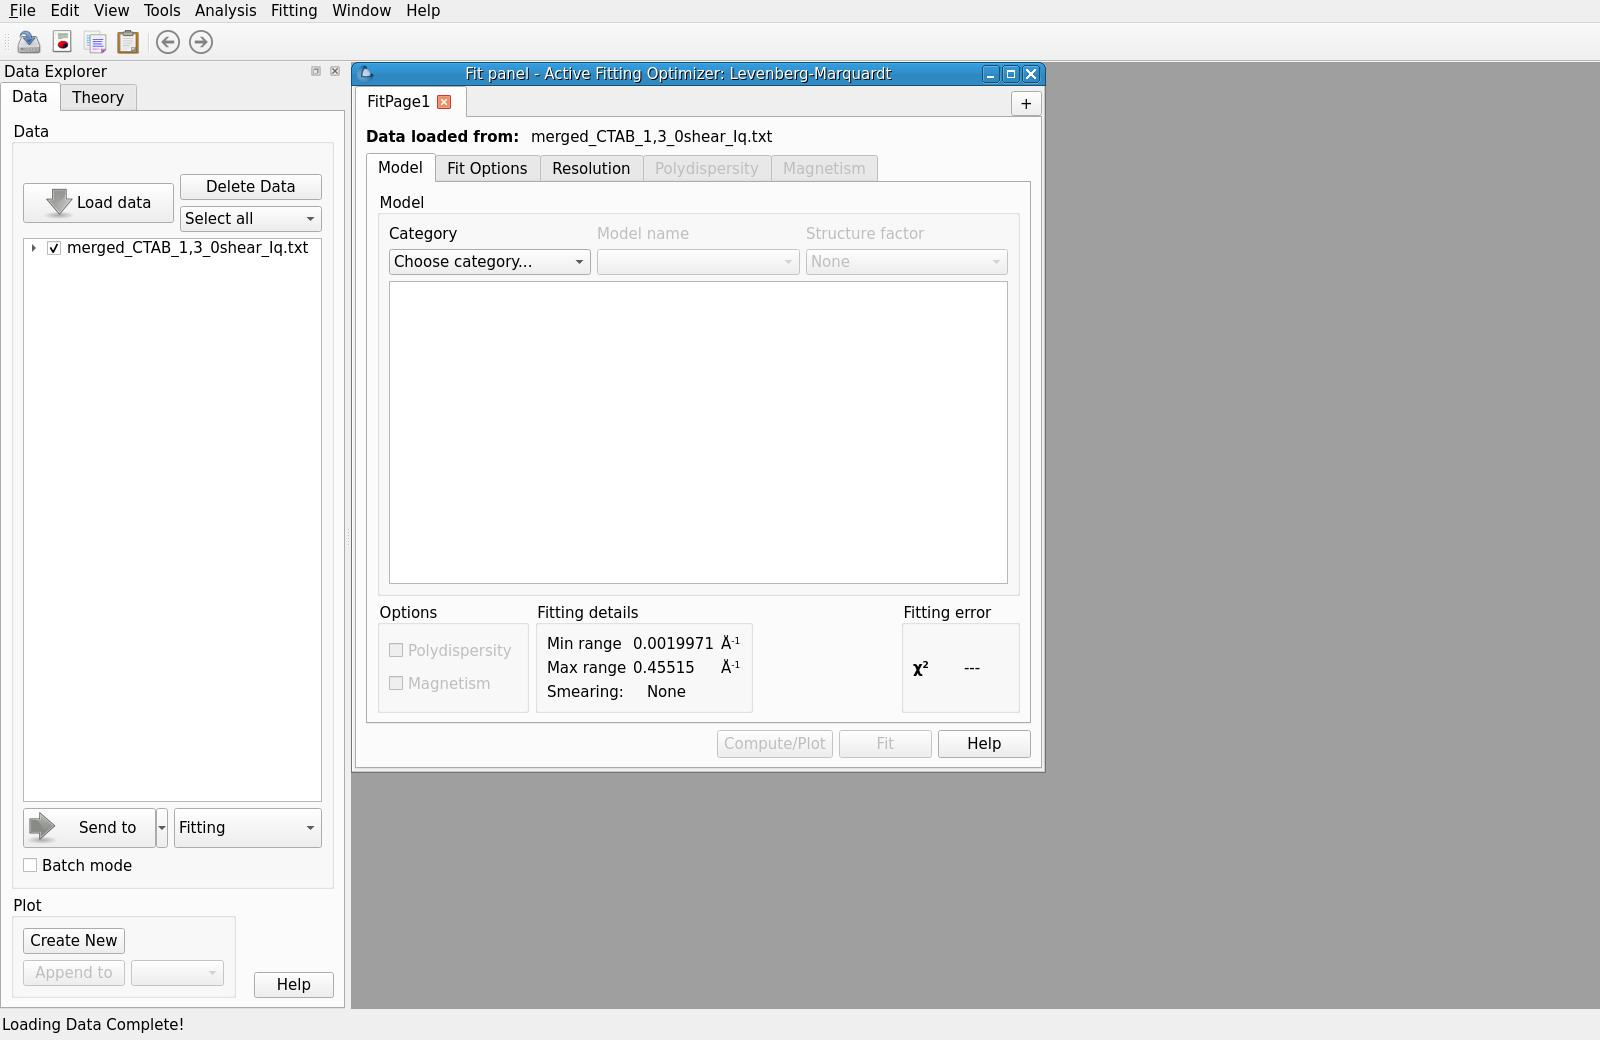 File Edit View Tools Analysis Fitting Window Help
Data Explorer
Data Theory
Data
Load data
Delete Data
Select all
merged_CTAB_1,3_0shear_Iq.txt
Send to
Fitting
Batch mode
Plot
Create New
Append to
Help
Loading Data Complete!
Fit panel - Active Fitting Optimizer: Levenberg-Marquardt
FitPage1
+
Data loaded from: merged_CTAB_1,3_0shear_Iq.txt
Model Fit Options Resolution Polydispersity Magnetism
Model
Category Model name Structure factor
Choose category... None
Options
Polydispersity
Magnetism
Fitting details
Min range 0.0019971 Å⁻¹
Max range 0.45515 Å⁻¹
Smearing: None
Fitting error
χ² ---
Compute/Plot Fit Help